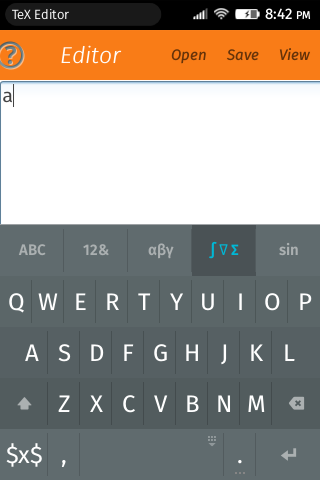 TeX Editor 8:42 PM
? Editor Open Save View
a
ABC 12& αβγ ∫∇Σ sin
Q W E R T Y U I O P
A S D F G H J K L
Z X C V B N M
$x$ , .